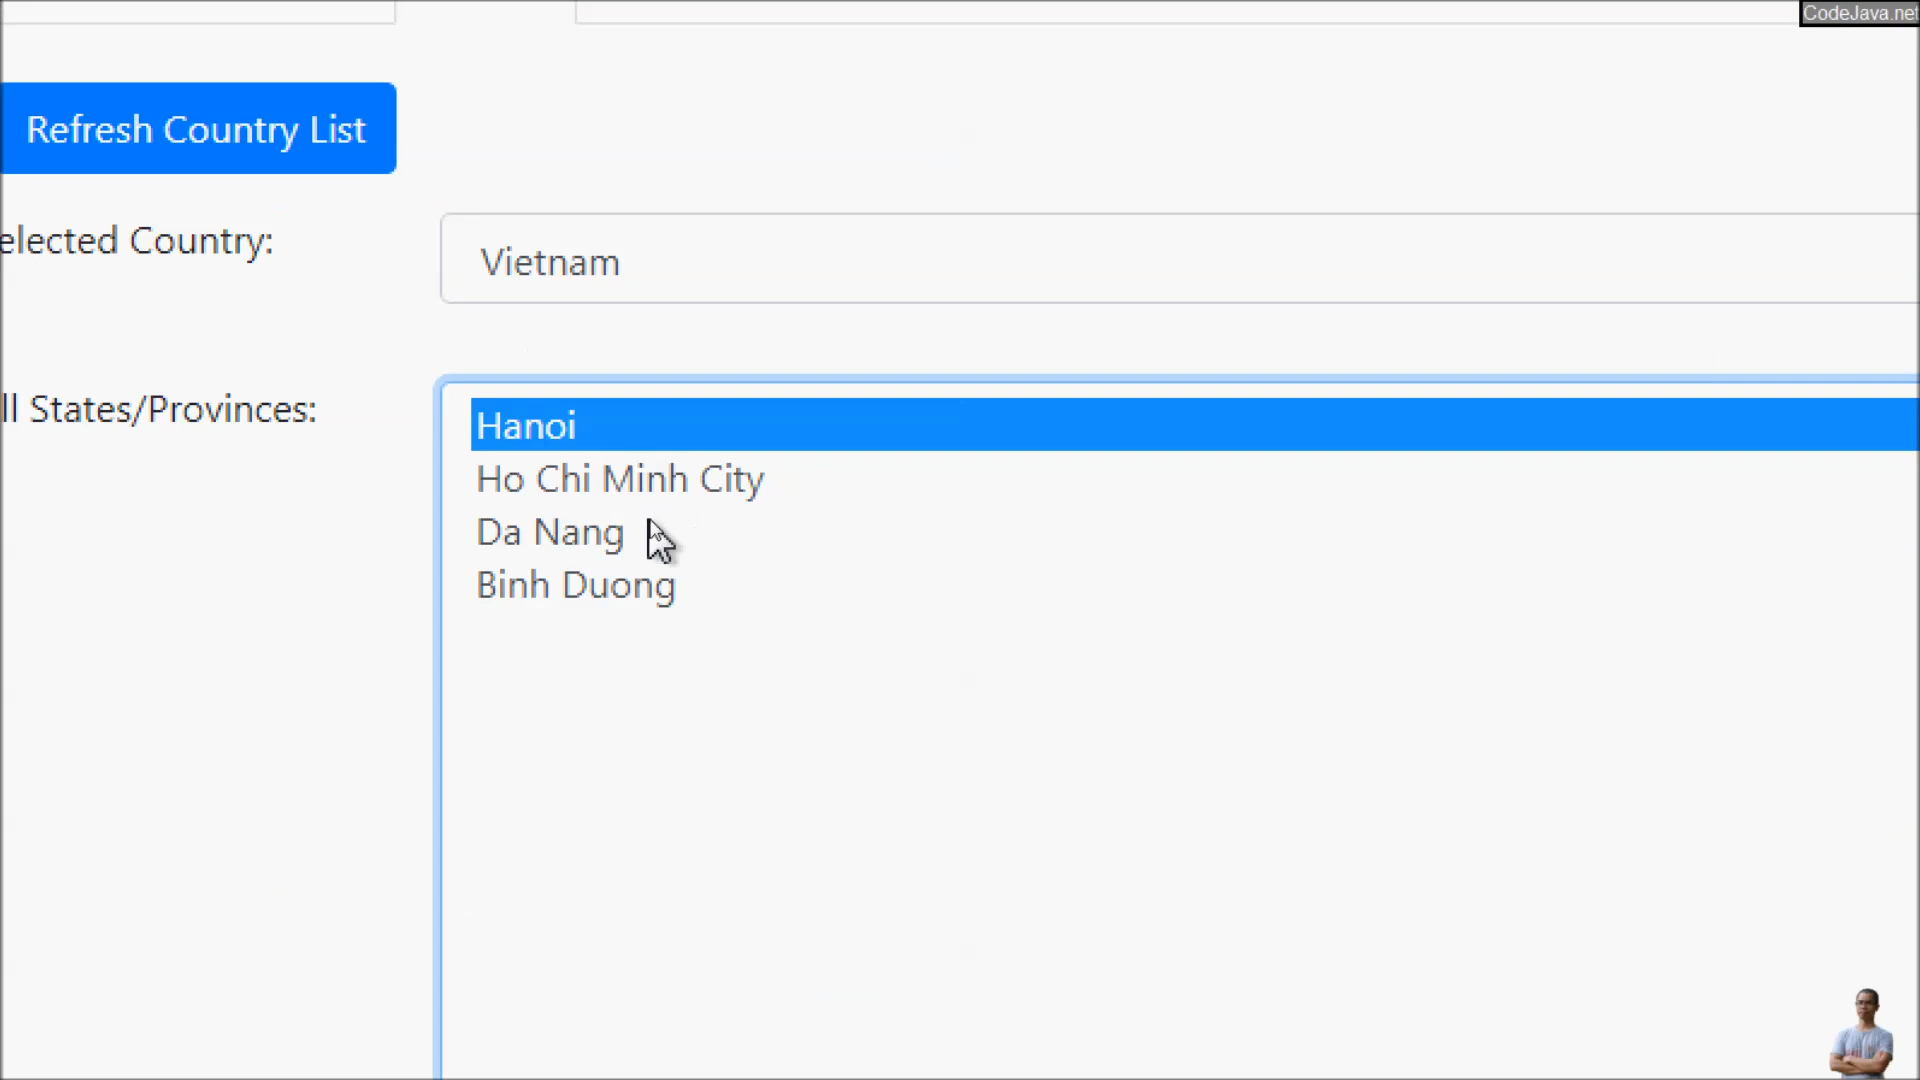 CodeJava.net
Refresh Country List
elected Country:
Vietnam
ll States/Provinces:
Hanoi
Ho Chi Minh City
Da Nang
Binh Duong